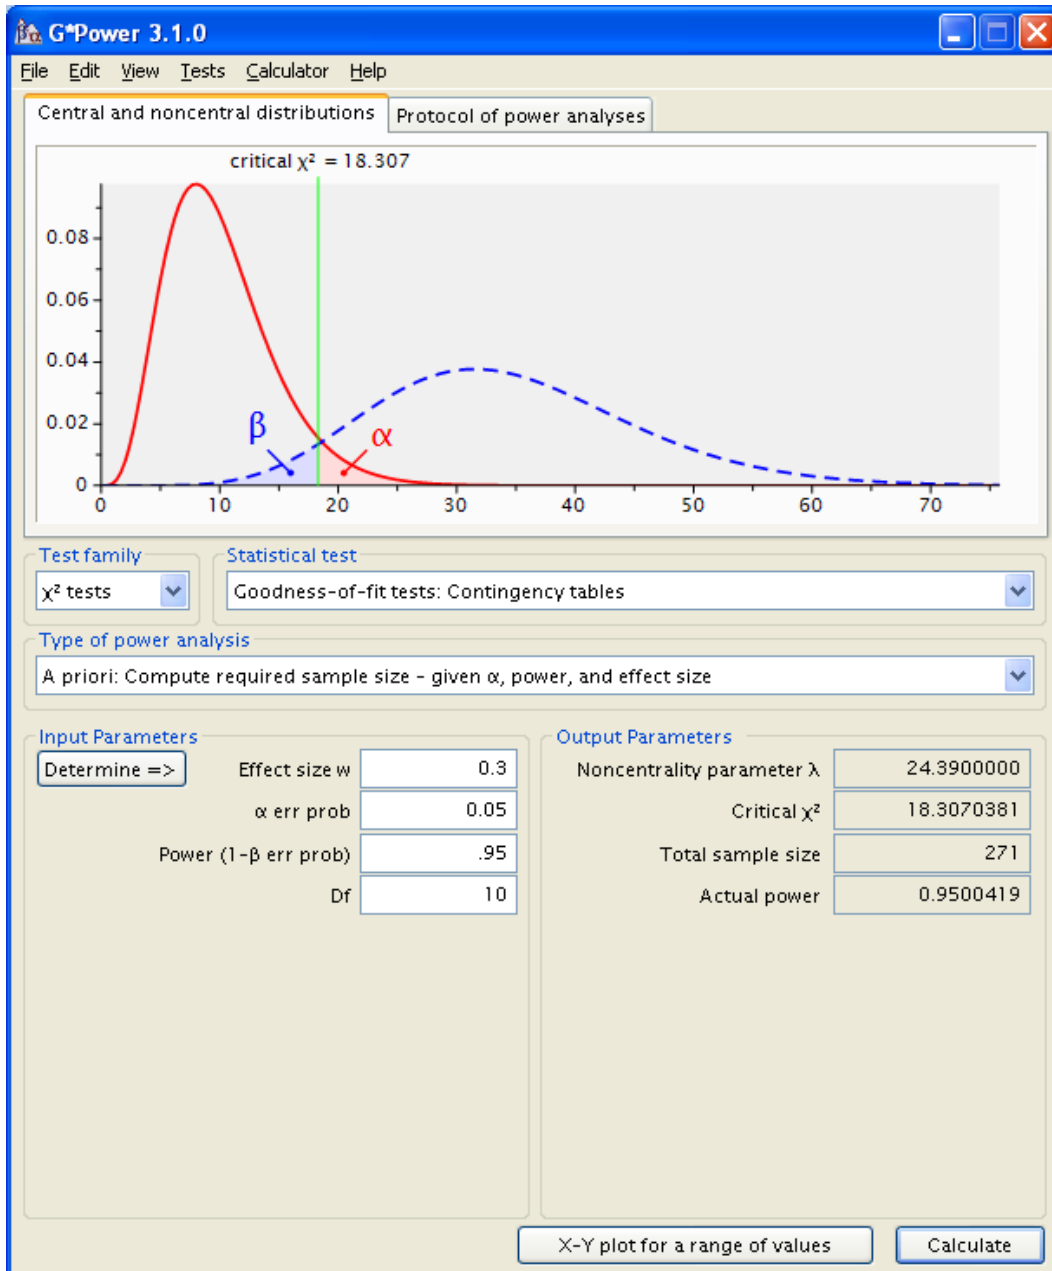 G*Power 3.1.0
File Edit View Tests Calculator Help
Central and noncentral distributions Protocol of power analyses
critical χ² = 18.307
0.08
0.06
0.04
0.02
0
β α
0 10 20 30 40 50 60 70
Test family Statistical test
χ² tests Goodness-of-fit tests: Contingency tables
Type of power analysis
A priori: Compute required sample size - given α, power, and effect size
Input Parameters Output Parameters
Determine => Effect size w 0.3 Noncentrality parameter λ 24.3900000
α err prob 0.05 Critical χ² 18.3070381
Power (1-β err prob) .95 Total sample size 271
Df 10 Actual power 0.9500419
X-Y plot for a range of values Calculate